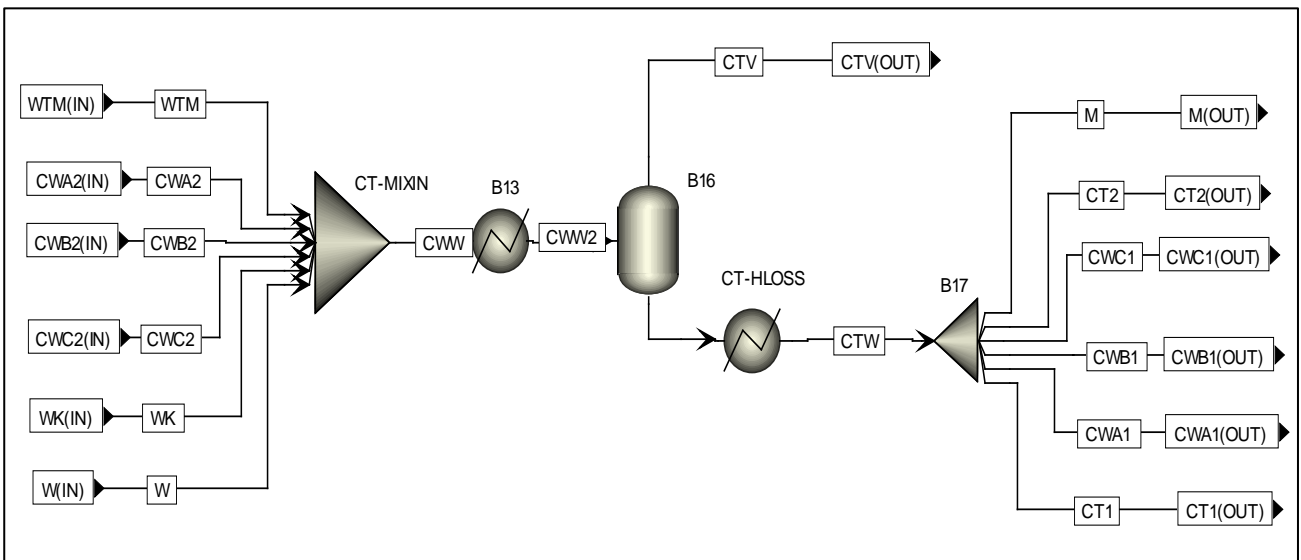 CTV CTV(OUT)
WTM(IN) WTM
M M(OUT)
CWA2(IN) CWA2
CT-MIXIN
B13
B16
CT2 CT2(OUT)
CWB2(IN) CWB2
CWW
CWW2
CWC1 CWC1(OUT)
CT-HLOSS
B17
CWC2(IN) CWC2
CTW
CWB1 CWB1(OUT)
WK(IN) WK
CWA1 CWA1(OUT)
W(IN) W
CT1 CT1(OUT)